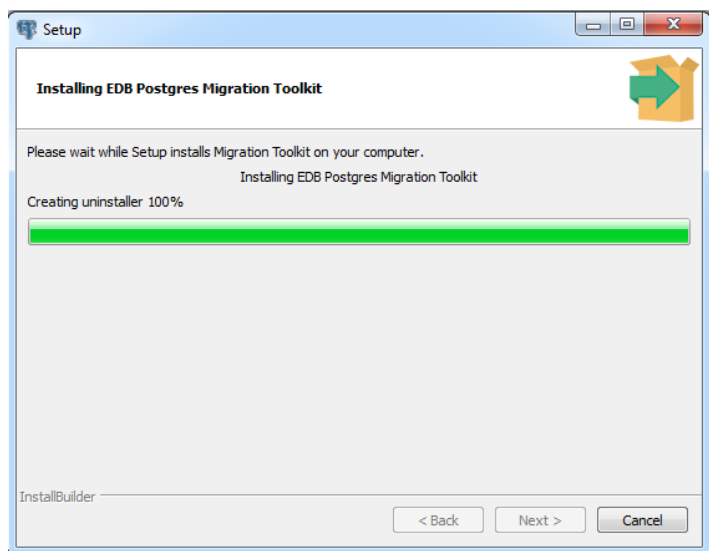 Setup
Installing EDB Postgres Migration Toolkit
Please wait while Setup installs Migration Toolkit on your computer.
Installing EDB Postgres Migration Toolkit
Creating uninstaller 100%
InstallBuilder
< Back Next > Cancel